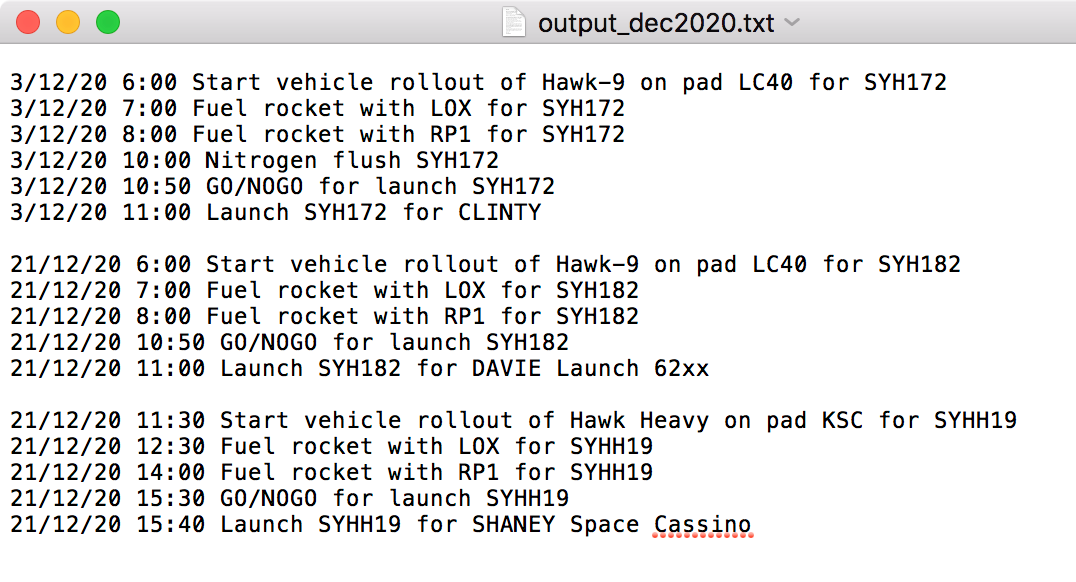 output_dec2020.txt
3/12/20 6:00 Start vehicle rollout of Hawk-9 on pad LC40 for SYH172
3/12/20 7:00 Fuel rocket with LOX for SYH172
3/12/20 8:00 Fuel rocket with RP1 for SYH172
3/12/20 10:00 Nitrogen flush SYH172
3/12/20 10:50 GO/NOGO for launch SYH172
3/12/20 11:00 Launch SYH172 for CLINTY
21/12/20 6:00 Start vehicle rollout of Hawk-9 on pad LC40 for SYH182
21/12/20 7:00 Fuel rocket with LOX for SYH182
21/12/20 8:00 Fuel rocket with RP1 for SYH182
21/12/20 10:50 GO/NOGO for launch SYH182
21/12/20 11:00 Launch SYH182 for DAVIE Launch 62xx
21/12/20 11:30 Start vehicle rollout of Hawk Heavy on pad KSC for SYHH19
21/12/20 12:30 Fuel rocket with LOX for SYHH19
21/12/20 14:00 Fuel rocket with RP1 for SYHH19
21/12/20 15:30 GO/NOGO for launch SYHH19
21/12/20 15:40 Launch SYHH19 for SHANEY Space Cassino